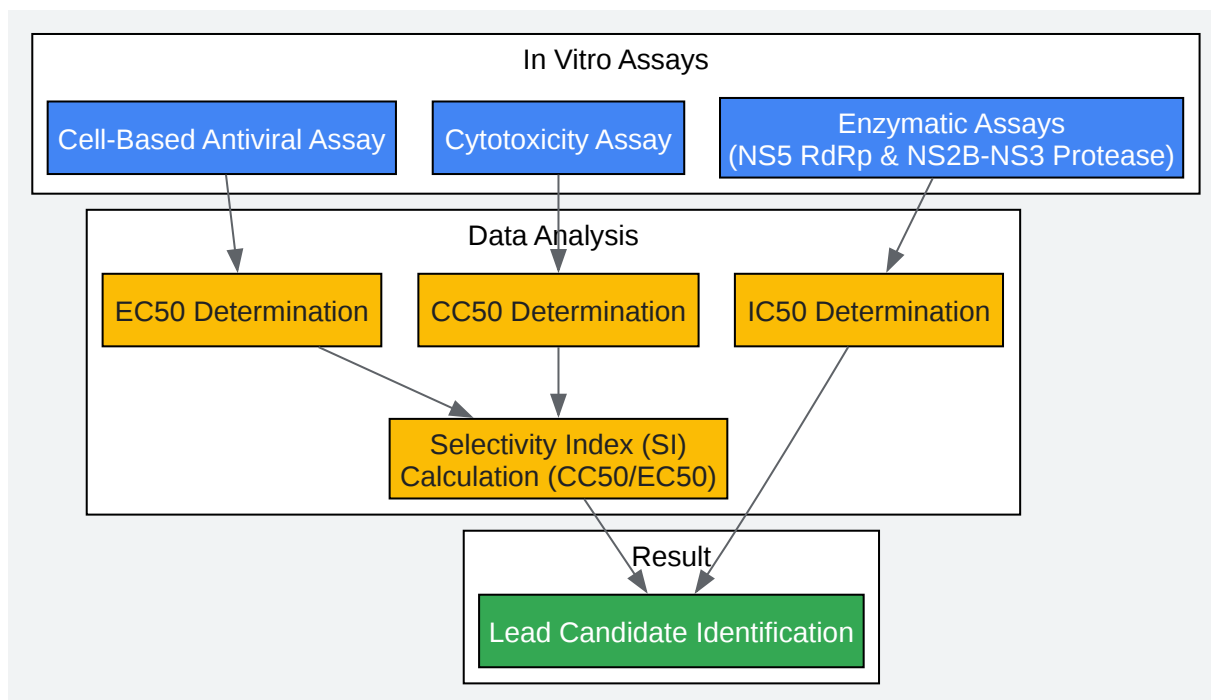 In Vitro Assays
Cell-Based Antiviral Assay
Cytotoxicity Assay
Enzymatic Assays
(NS5 RdRp & NS2B-NS3 Protease)
Data Analysis
EC50 Determination
CC50 Determination
IC50 Determination
Selectivity Index (SI)
Calculation (CC50/EC50)
Result
Lead Candidate Identification